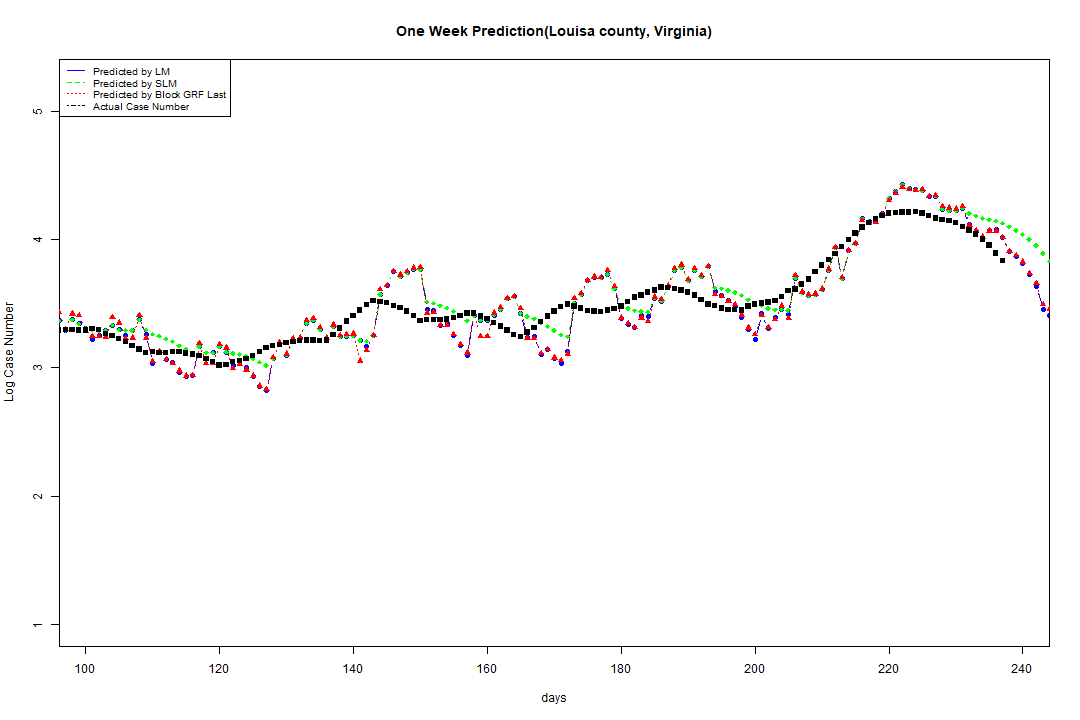 One Week Prediction(Louisa county, Virginia)
Predicted by LM
Predicted by SLM
Predicted by Block GRF Last
Actual Case Number
5
4
3
2
1
Log Case Number
100 120 140 160 180 200 220 240
days